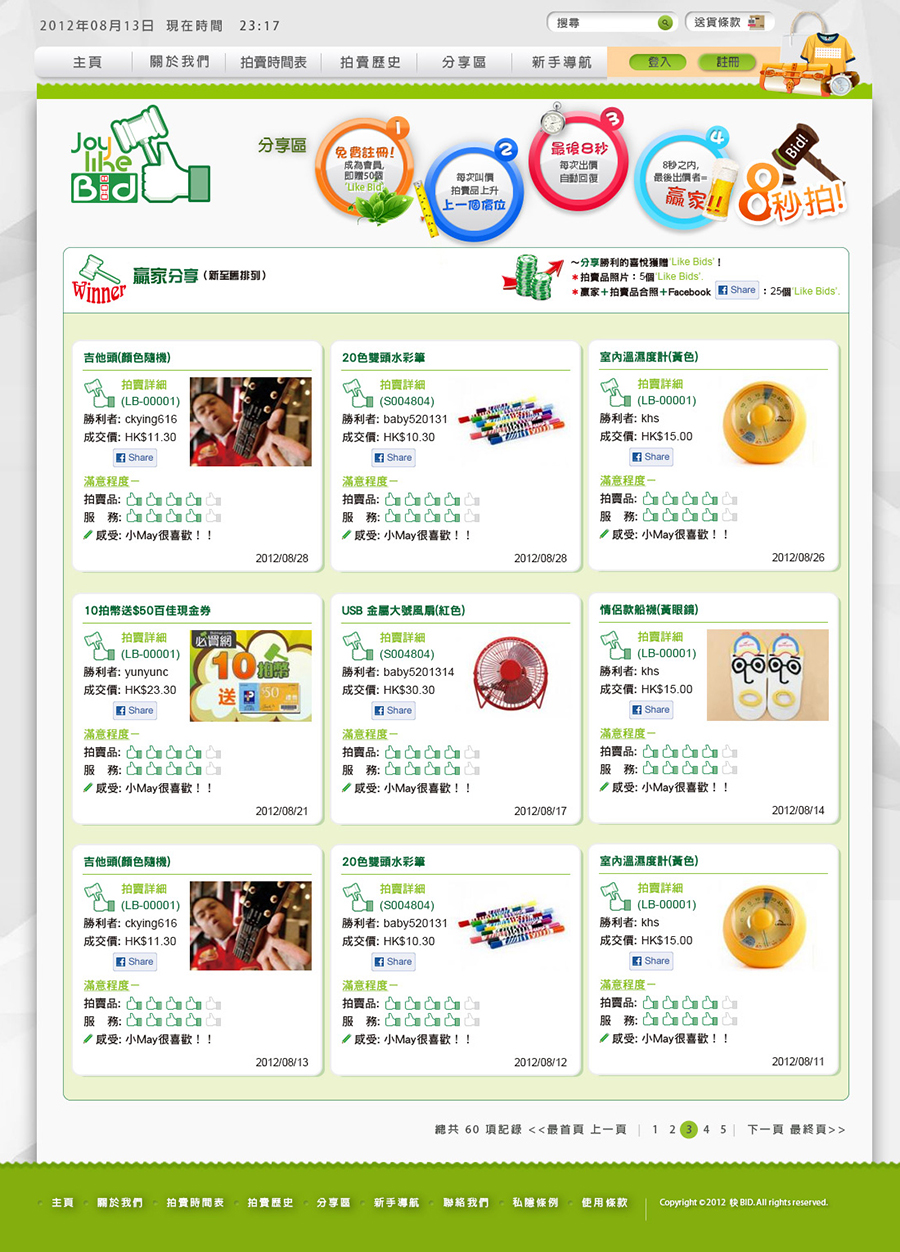 2012年08月13日 現在時間 23:17
搜尋
送貨條款
主頁 關於我們 拍賣時間表 拍賣歷史 分享區 新手導航 登入 註冊
Joy like Bid
分享區
1
免費註冊!
成為會員,
即贈50個
'Like Bid'
2
每次叫價
拍賣品上升
上一個價位
3
最後8秒
每次出價
自動回復
4
8秒之內,
最後出價者=
贏家!!
Bid!
8秒拍!
Winner
贏家分享(新至舊排列)
~分享勝利的喜悅獲贈'Like Bids'!
*拍賣品照片:5個'Like Bids'.
*贏家+拍賣品合照+Facebook Share:25個'Like Bids'.
吉他頭(顏色隨機)
拍賣詳細
(LB-00001)
勝利者: ckying616
成交價: HK$11.30
Share
滿意程度－
拍賣品:
服 務:
感受: 小May很喜歡！！
2012/08/28
20色雙頭水彩筆
拍賣詳細
(S004804)
勝利者: baby520131
成交價: HK$10.30
Share
滿意程度－
拍賣品:
服 務:
感受: 小May很喜歡！！
2012/08/28
室內溫濕度計(黃色)
拍賣詳細
(LB-00001)
勝利者: khs
成交價: HK$15.00
Share
滿意程度－
拍賣品:
服 務:
感受: 小May很喜歡！！
2012/08/26
10拍幣送$50百佳現金券
拍賣詳細
(LB-00001)
勝利者: yunyunc
成交價: HK$23.30
Share
必買網
10拍幣
送
$50
滿意程度－
拍賣品:
服 務:
感受: 小May很喜歡！！
2012/08/21
USB 金屬大號風扇(紅色)
拍賣詳細
(S004804)
勝利者: baby5201314
成交價: HK$30.30
Share
滿意程度－
拍賣品:
服 務:
感受: 小May很喜歡！！
2012/08/17
情侶款船襪(黃眼鏡)
拍賣詳細
(LB-00001)
勝利者: khs
成交價: HK$15.00
Share
滿意程度－
拍賣品:
服 務:
感受: 小May很喜歡！！
2012/08/14
吉他頭(顏色隨機)
拍賣詳細
(LB-00001)
勝利者: ckying616
成交價: HK$11.30
Share
滿意程度－
拍賣品:
服 務:
感受: 小May很喜歡！！
2012/08/13
20色雙頭水彩筆
拍賣詳細
(S004804)
勝利者: baby520131
成交價: HK$10.30
Share
滿意程度－
拍賣品:
服 務:
感受: 小May很喜歡！！
2012/08/12
室內溫濕度計(黃色)
拍賣詳細
(LB-00001)
勝利者: khs
成交價: HK$15.00
Share
滿意程度－
拍賣品:
服 務:
感受: 小May很喜歡！！
2012/08/11
總共 60 項記錄 <<最首頁 上一頁 | 1 2 3 4 5 | 下一頁 最終頁>>
主頁 關於我們 拍賣時間表 拍賣歷史 分享區 新手導航 聯絡我們 私隱條例 使用條款 Copyright © 2012 快BID. All rights reserved.